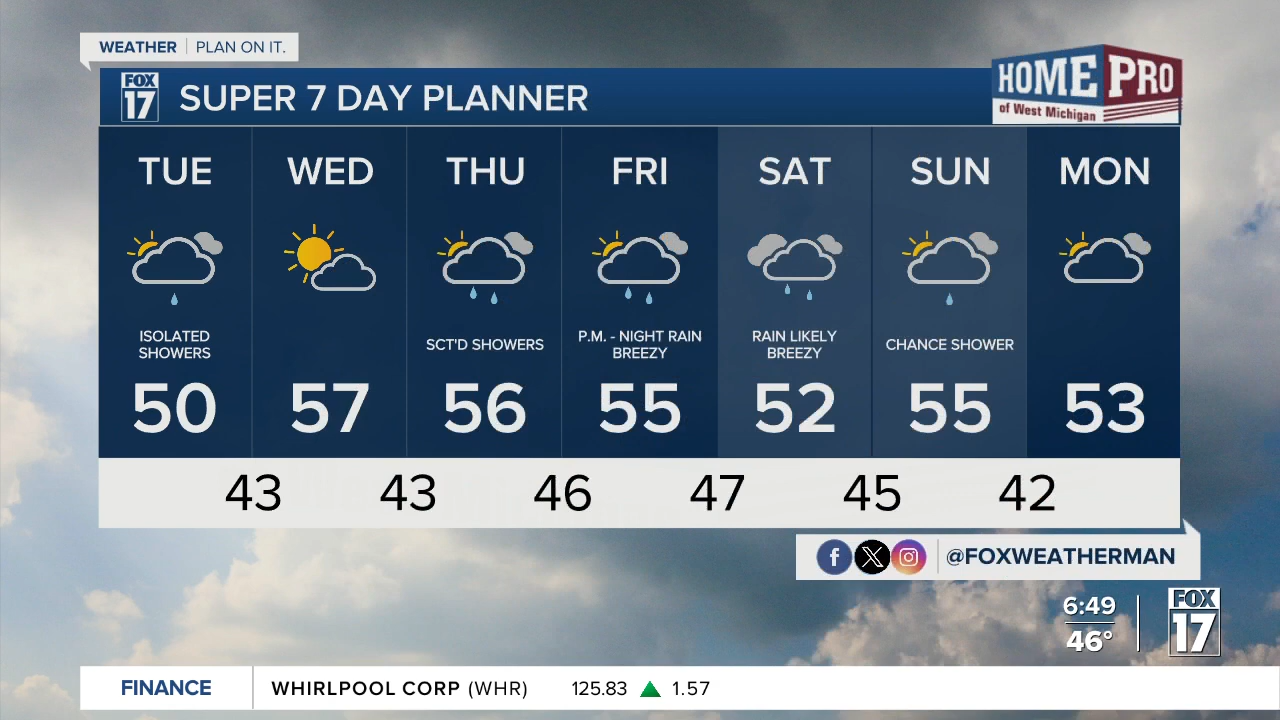 WEATHER | PLAN ON IT.
FOX 17
SUPER 7 DAY PLANNER
HOME PRO
of West Michigan
TUE WED THU FRI SAT SUN MON
ISOLATED SHOWERS
SCT'D SHOWERS
P.M. - NIGHT RAIN BREEZY
RAIN LIKELY BREEZY
CHANCE SHOWER
50 57 56 55 52 55 53
43 43 46 47 45 42
@FOXWEATHERMAN
6:49
46°
FOX 17
FINANCE
WHIRLPOOL CORP (WHR) 125.83 ▲ 1.57